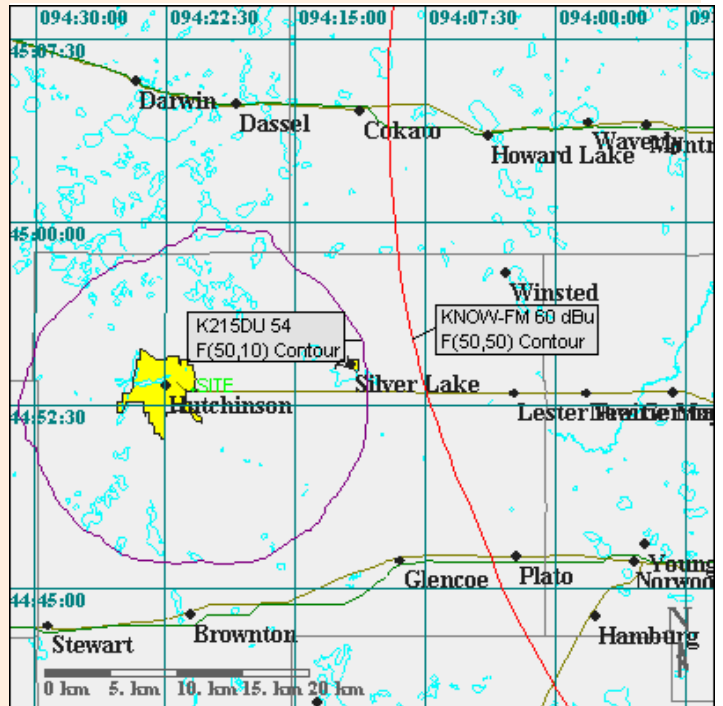 094:30:00 094:22:30 094:15:00 094:07:30 094:00:00
45:07:30
Darwin
Dassel
Cokato
Waverly
Howard Lake
45:00:00
Winsted
K215DU 54
F(50,10) Contour
KNOW-FM 60 dBu
F(50,50) Contour
SITE
Silver Lake
Hutchinson
44:52:30
Lester
Glencoe
Plato
Young
Norwood
44:45:00
Brownton
Stewart
Hamburg
N
0 km 5. km 10. km 15. km 20 km